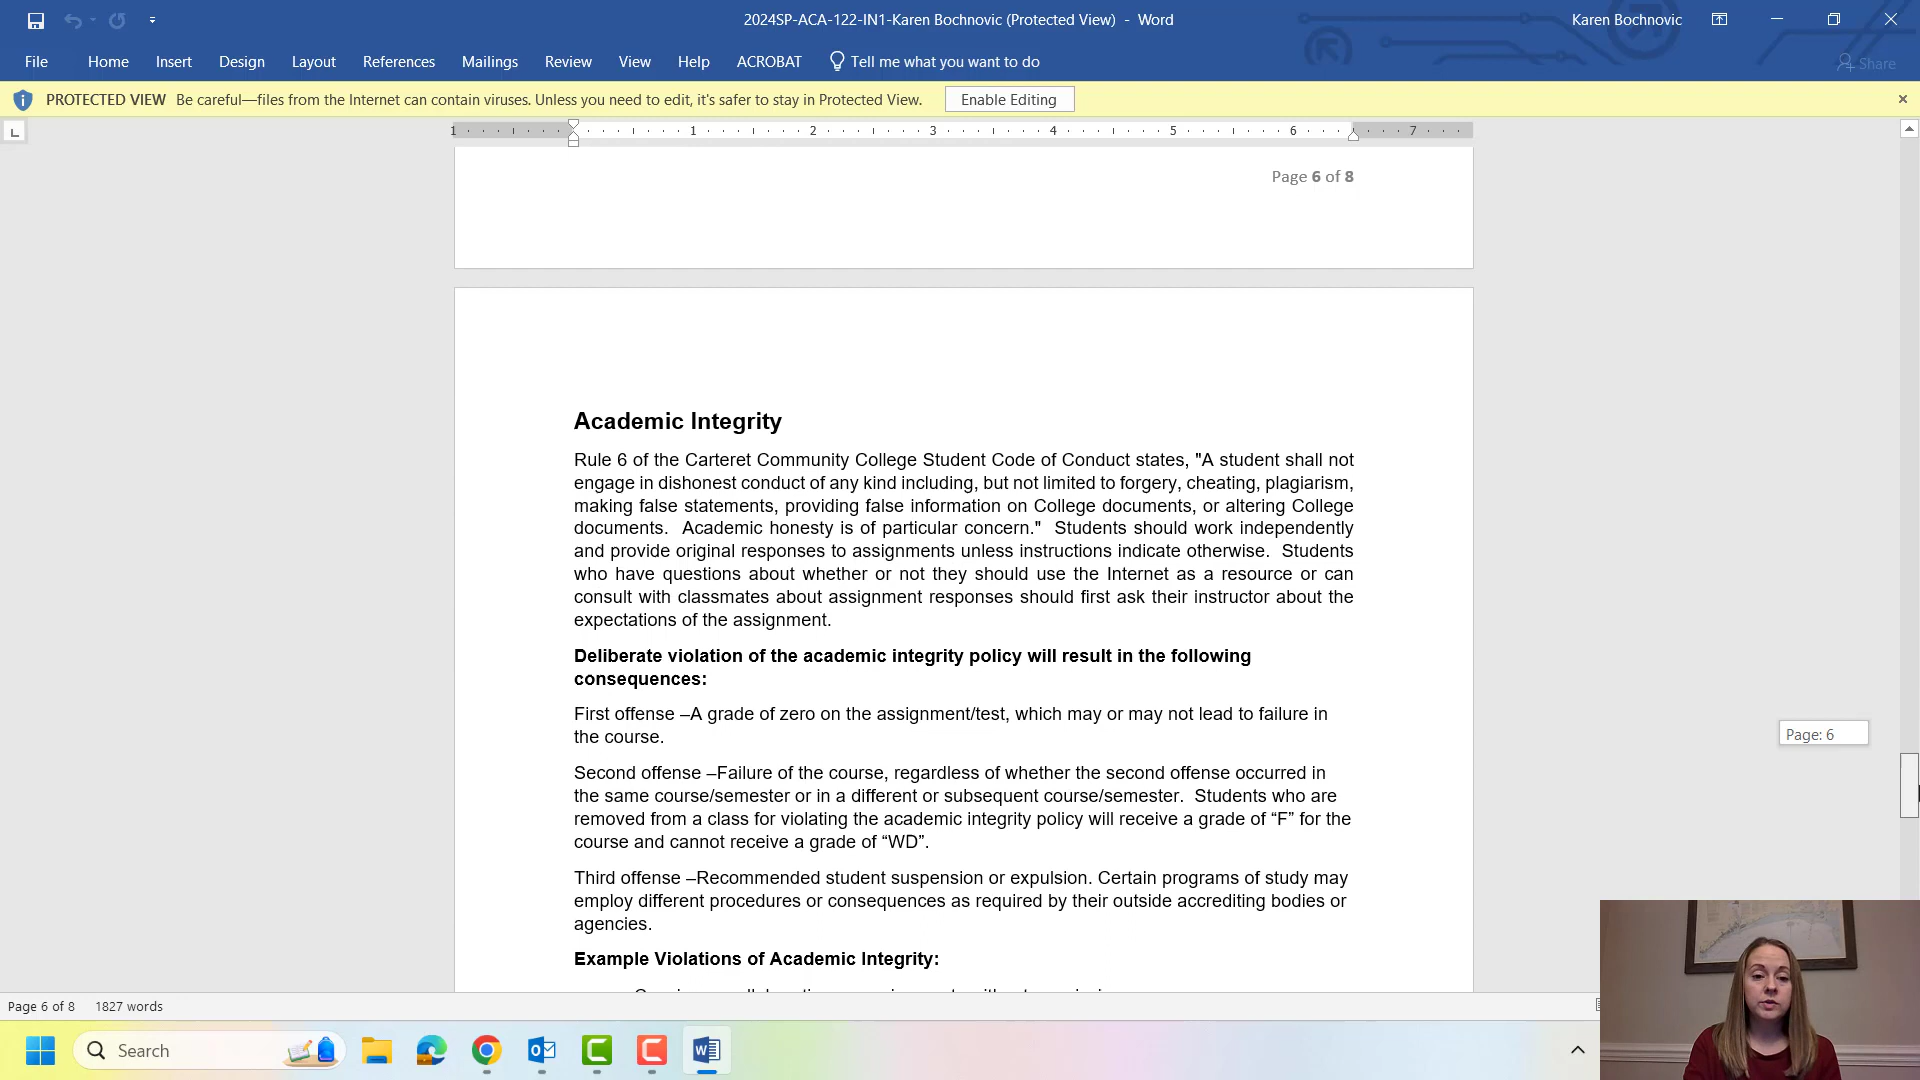 2024SP-ACA-122-IN1-Karen Bochnovic (Protected View) - Word
Karen Bochnovic
File Home Insert Design Layout References Mailings Review View Help ACROBAT Tell me what you want to do
Share
PROTECTED VIEW Be careful—files from the Internet can contain viruses. Unless you need to edit, it's safer to stay in Protected View. Enable Editing
1 1 2 3 4 5 6 7
Page 6 of 8
Academic Integrity
Rule 6 of the Carteret Community College Student Code of Conduct states, "A student shall not
engage in dishonest conduct of any kind including, but not limited to forgery, cheating, plagiarism,
making false statements, providing false information on College documents, or altering College
documents. Academic honesty is of particular concern." Students should work independently
and provide original responses to assignments unless instructions indicate otherwise. Students
who have questions about whether or not they should use the Internet as a resource or can
consult with classmates about assignment responses should first ask their instructor about the
expectations of the assignment.
Deliberate violation of the academic integrity policy will result in the following
consequences:
First offense –A grade of zero on the assignment/test, which may or may not lead to failure in
the course.
Page: 6
Second offense –Failure of the course, regardless of whether the second offense occurred in
the same course/semester or in a different or subsequent course/semester. Students who are
removed from a class for violating the academic integrity policy will receive a grade of “F” for the
course and cannot receive a grade of “WD”.
Third offense –Recommended student suspension or expulsion. Certain programs of study may
employ different procedures or consequences as required by their outside accrediting bodies or
agencies.
Example Violations of Academic Integrity:
Page 6 of 8 1827 words
Search